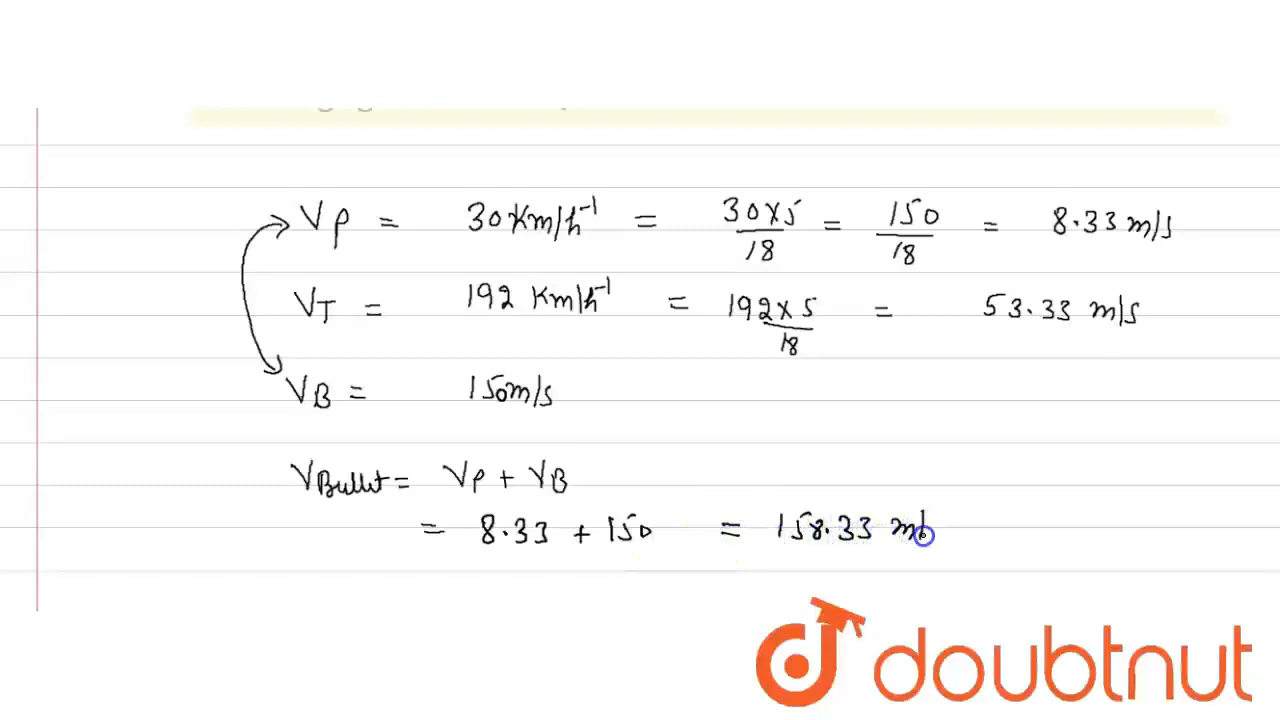 Vp = 30 Km/h⁻¹ = 30×5/18 = 150/18 = 8.33 m/s
VT = 192 Km/h⁻¹ = 192×5/18 = 53.33 m/s
VB = 150m/s
VBullet = Vp + VB
= 8.33 + 150 = 158.33 m/
doubtnut